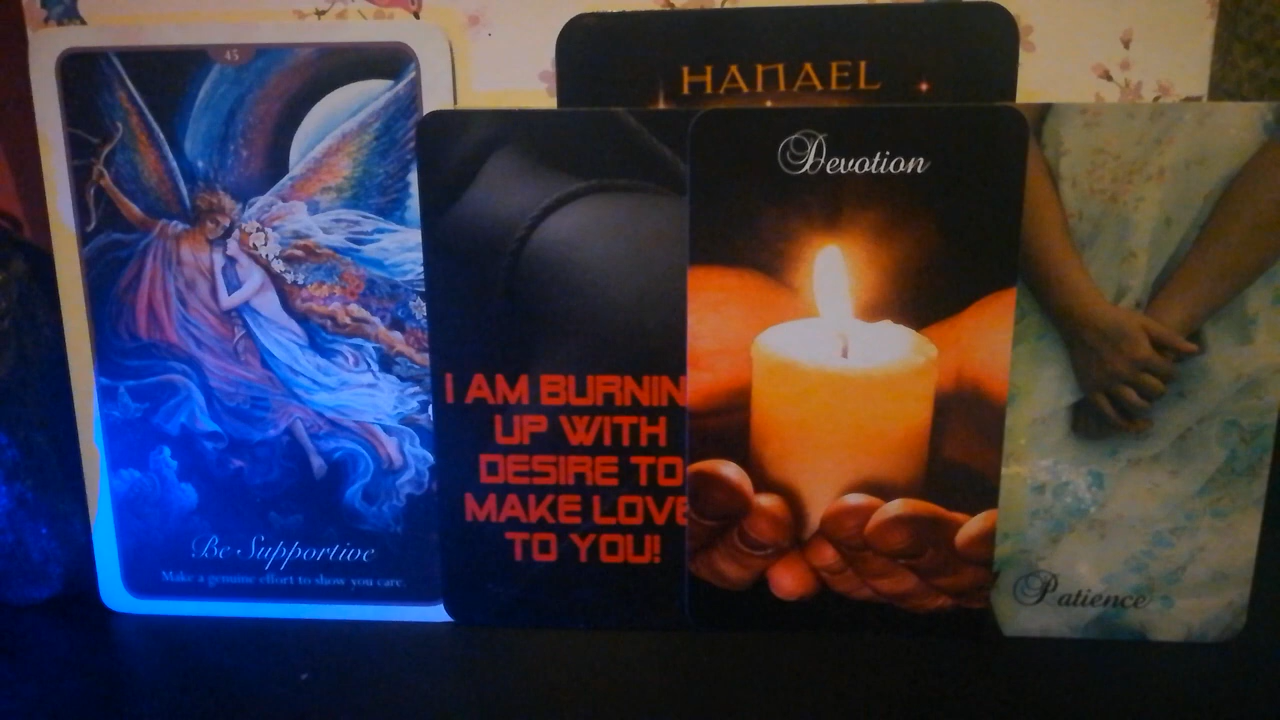 45
Be Supportive
Make a genuine effort to show you care.
I AM BURNIN
UP WITH
DESIRE TO
MAKE LOVE
TO YOU!
HANAEL
Devotion
Patience